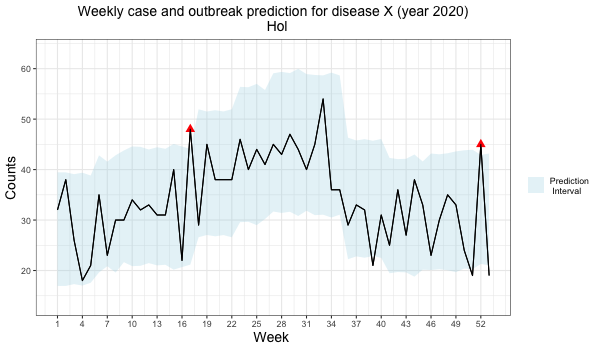 Weekly case and outbreak prediction for disease X (year 2020)
Hol
Counts
60
50
40
30
20
1 4 7 10 13 16 19 22 25 28 31 34 37 40 43 46 49 52
Week
Prediction
Interval